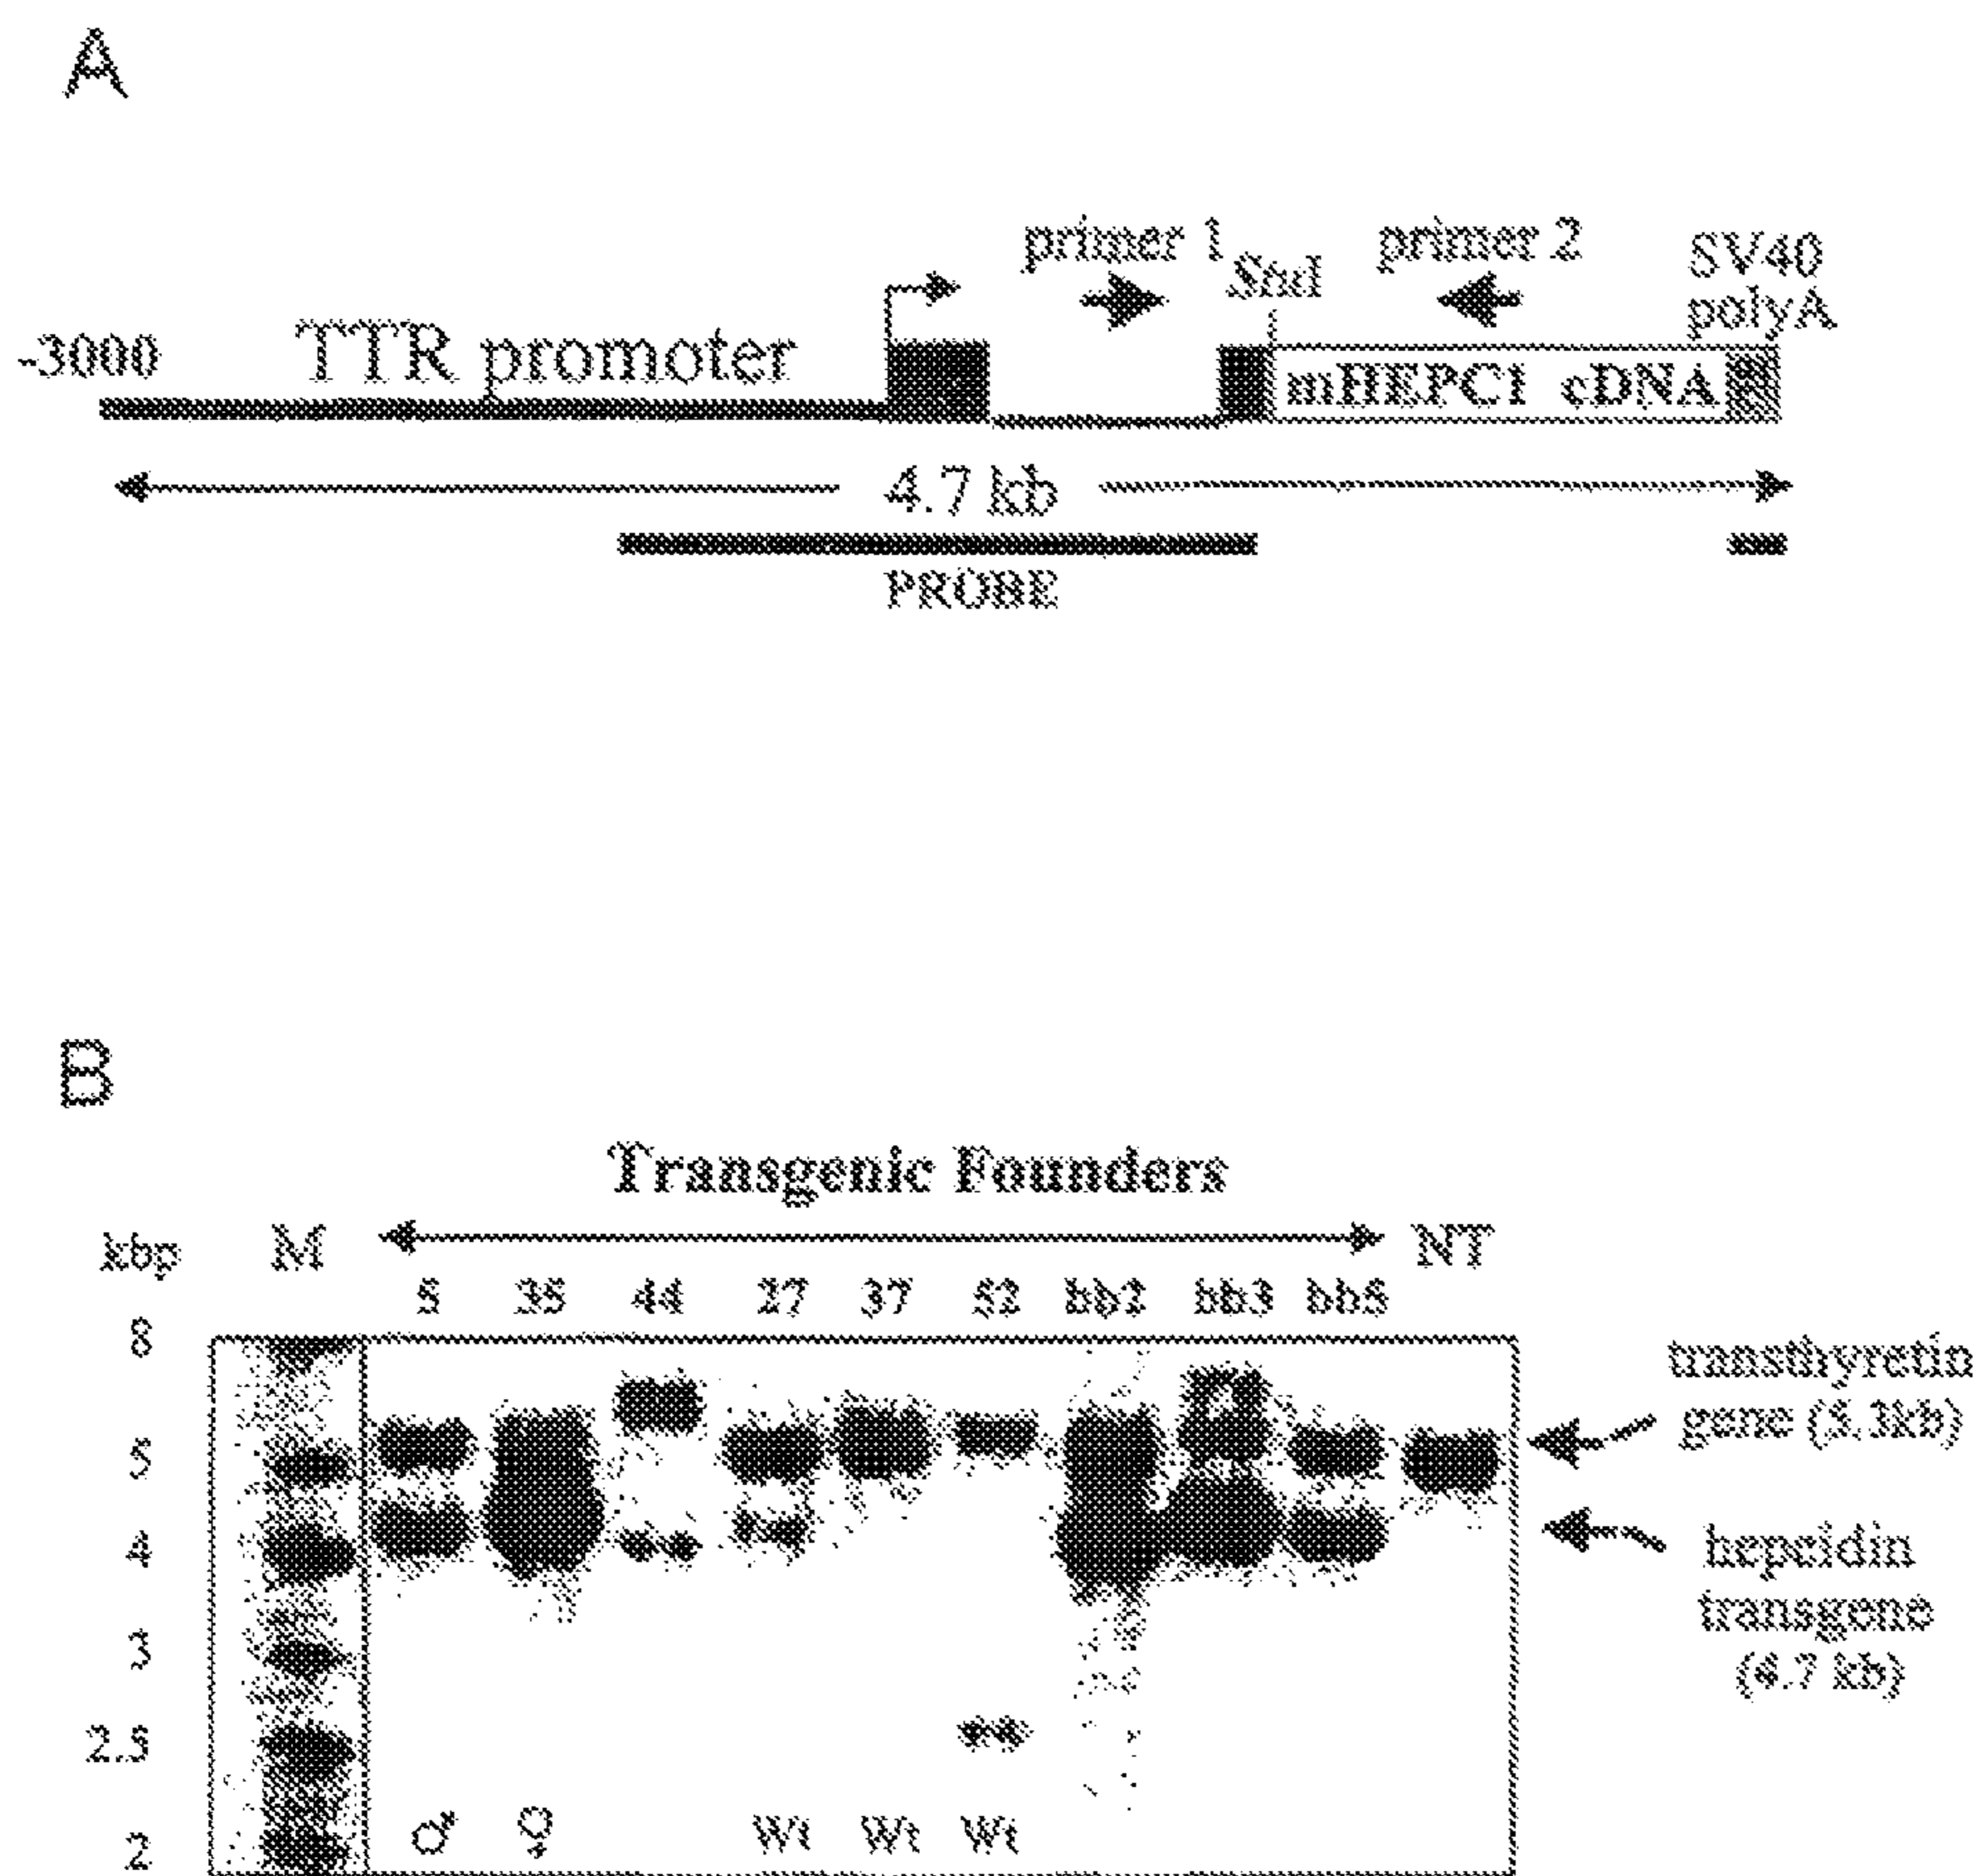 A
primer 1
StuI
primer 2
SV40
polyA
-3000
TTR promoter
mHEPC1 cDNA
4.7 kb
PROBE
B
Transgenic Founders
kbp M NT
5 35 44 27 37 52 bb2 bb3 bb5
8
5
4
3
2.5
2
transthyretin
gene (5.3kb)
hepcidin
transgene
(4.7 kb)
♂ ♀ Wt Wt Wt